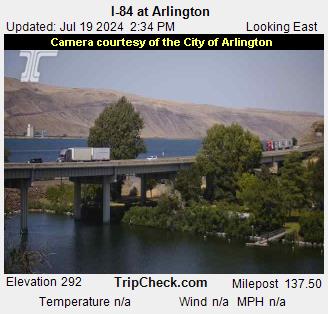 I-84 at Arlington
Updated: Jul 19 2024 2:34 PM Looking East
Camera courtesy of the City of Arlington
Elevation 292 TripCheck.com Milepost 137.50
Temperature n/a Wind n/a MPH n/a